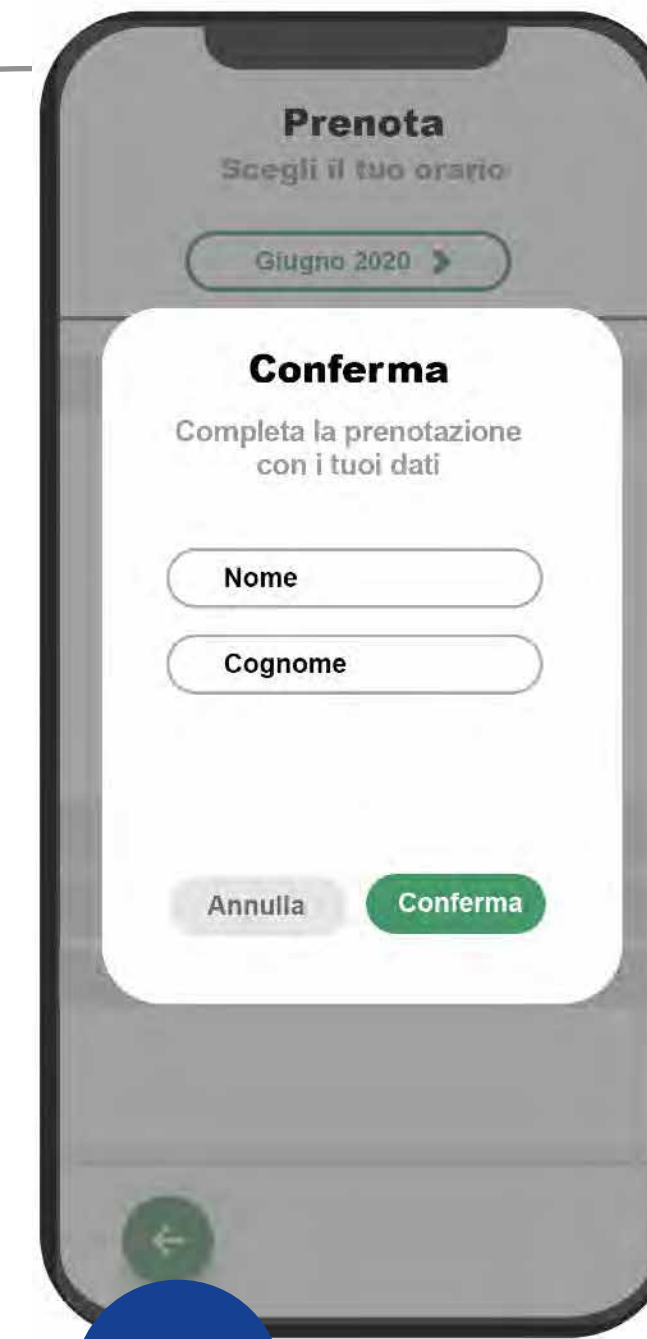 Prenota
Scegli il tuo orario
Giugno 2020
Conferma
Completa la prenotazione
con i tuoi dati
Nome
Cognome
Annulla
Conferma